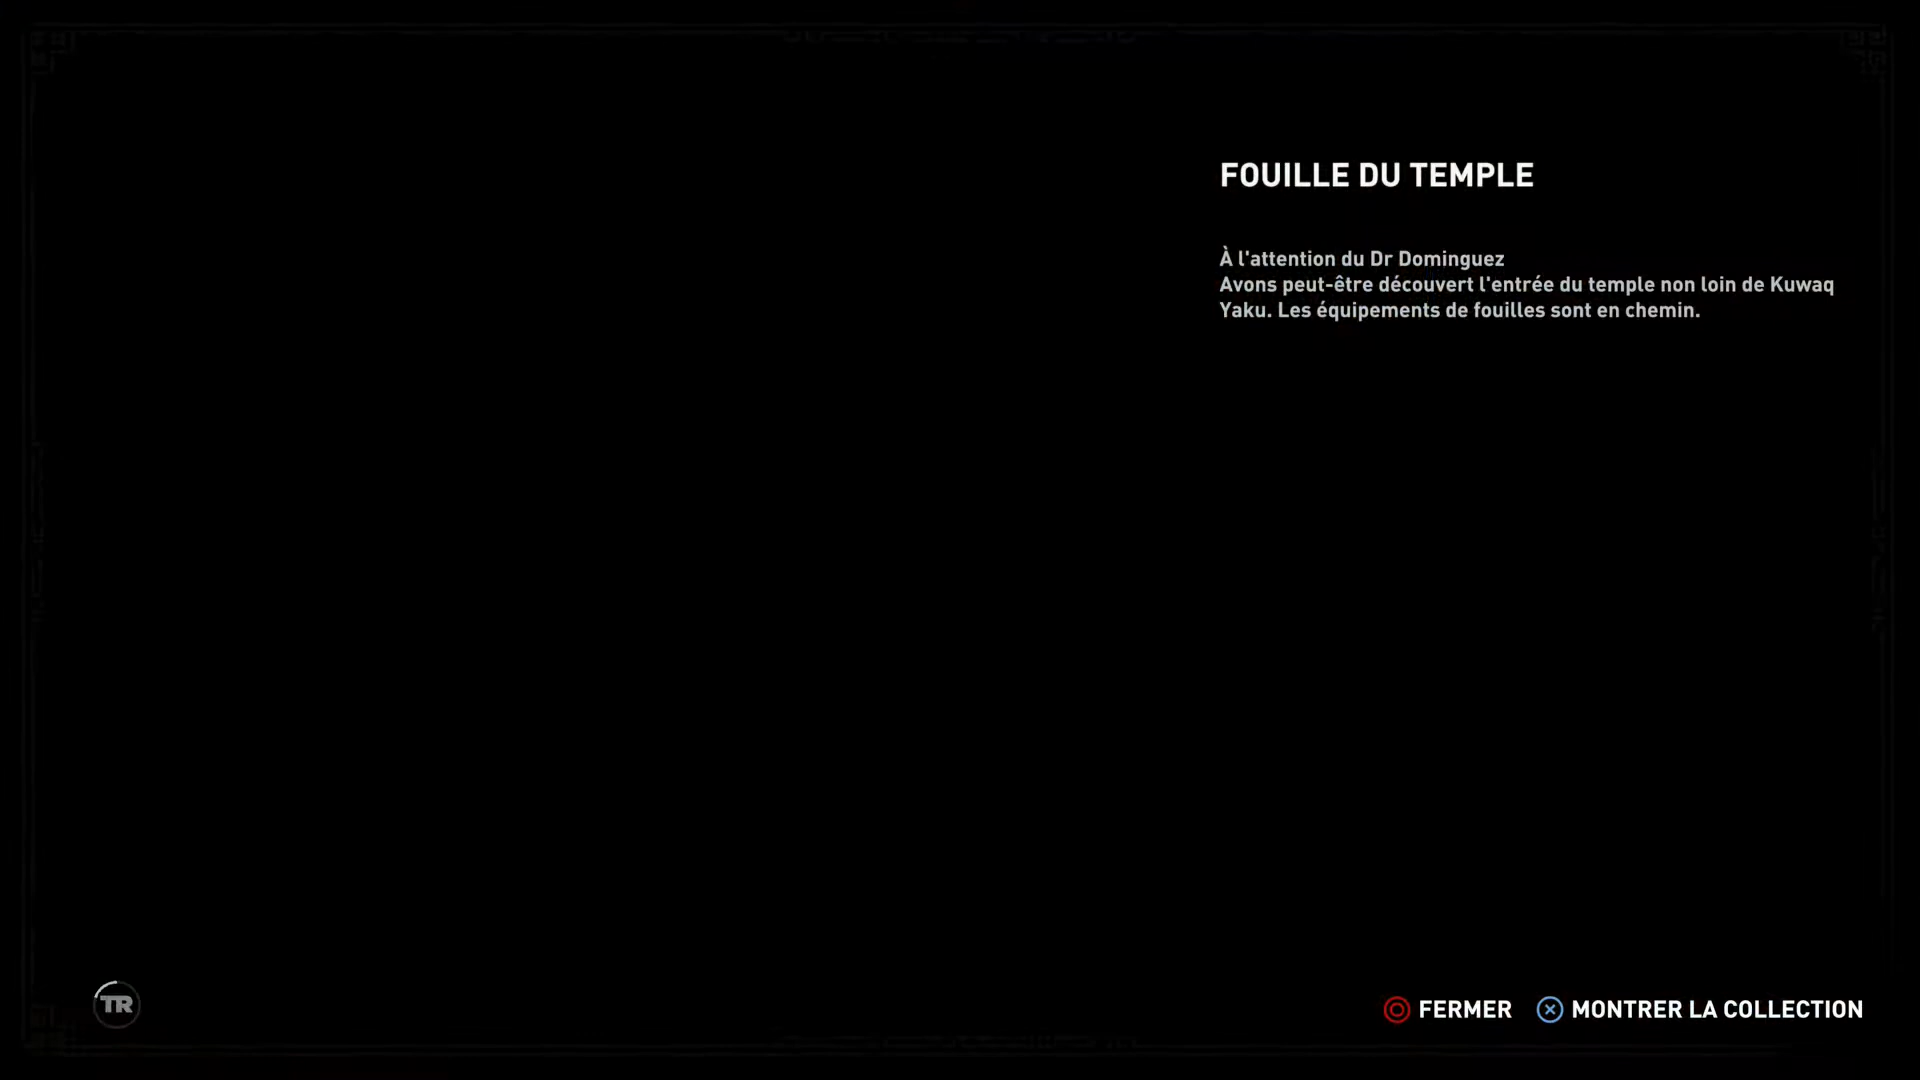 FOUILLE DU TEMPLE
À l'attention du Dr Dominguez
Avons peut-être découvert l'entrée du temple non loin de Kuwaq
Yaku. Les équipements de fouilles sont en chemin.
TR
FERMER
MONTRER LA COLLECTION